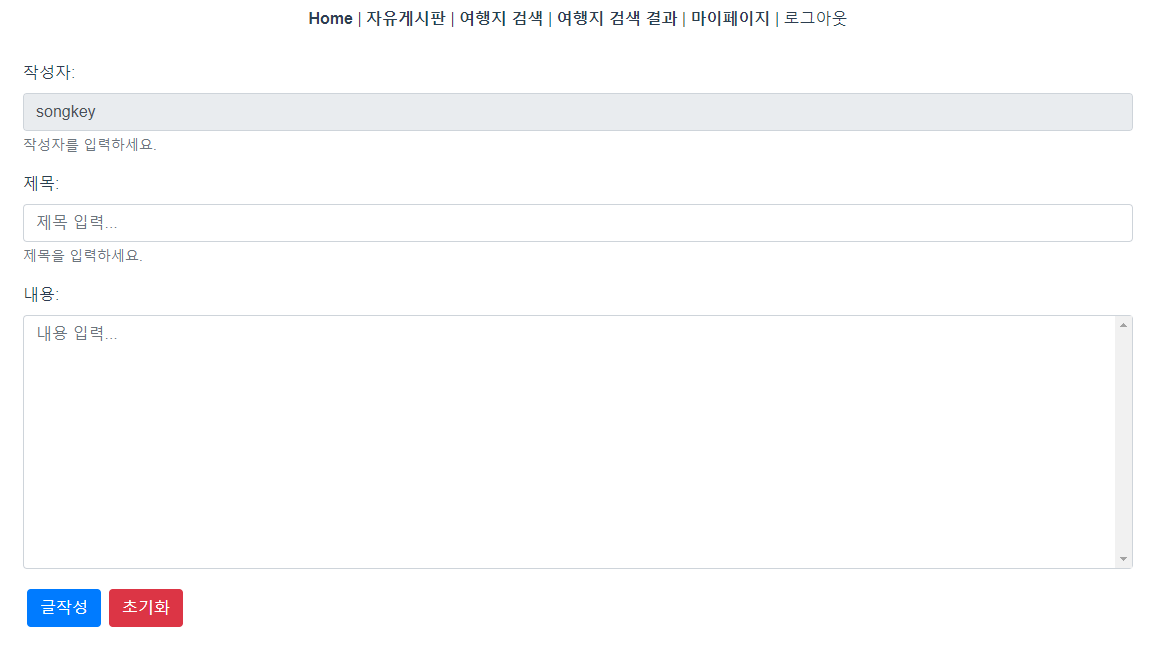 Home | 자유게시판 | 여행지 검색 | 여행지 검색 결과 | 마이페이지 | 로그아웃
작성자:
songkey
작성자를 입력하세요.
제목:
제목 입력...
제목을 입력하세요.
내용:
내용 입력...
글작성 초기화